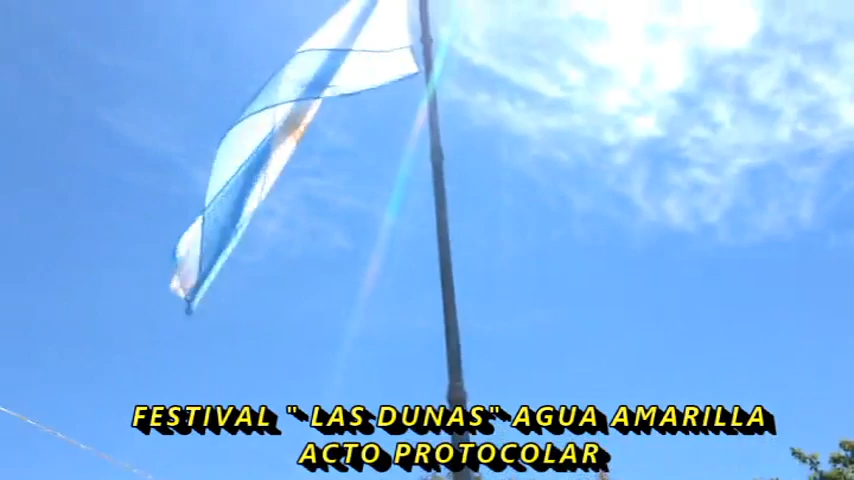 FESTIVAL " LAS DUNAS" AGUA AMARILLA
ACTO PROTOCOLAR